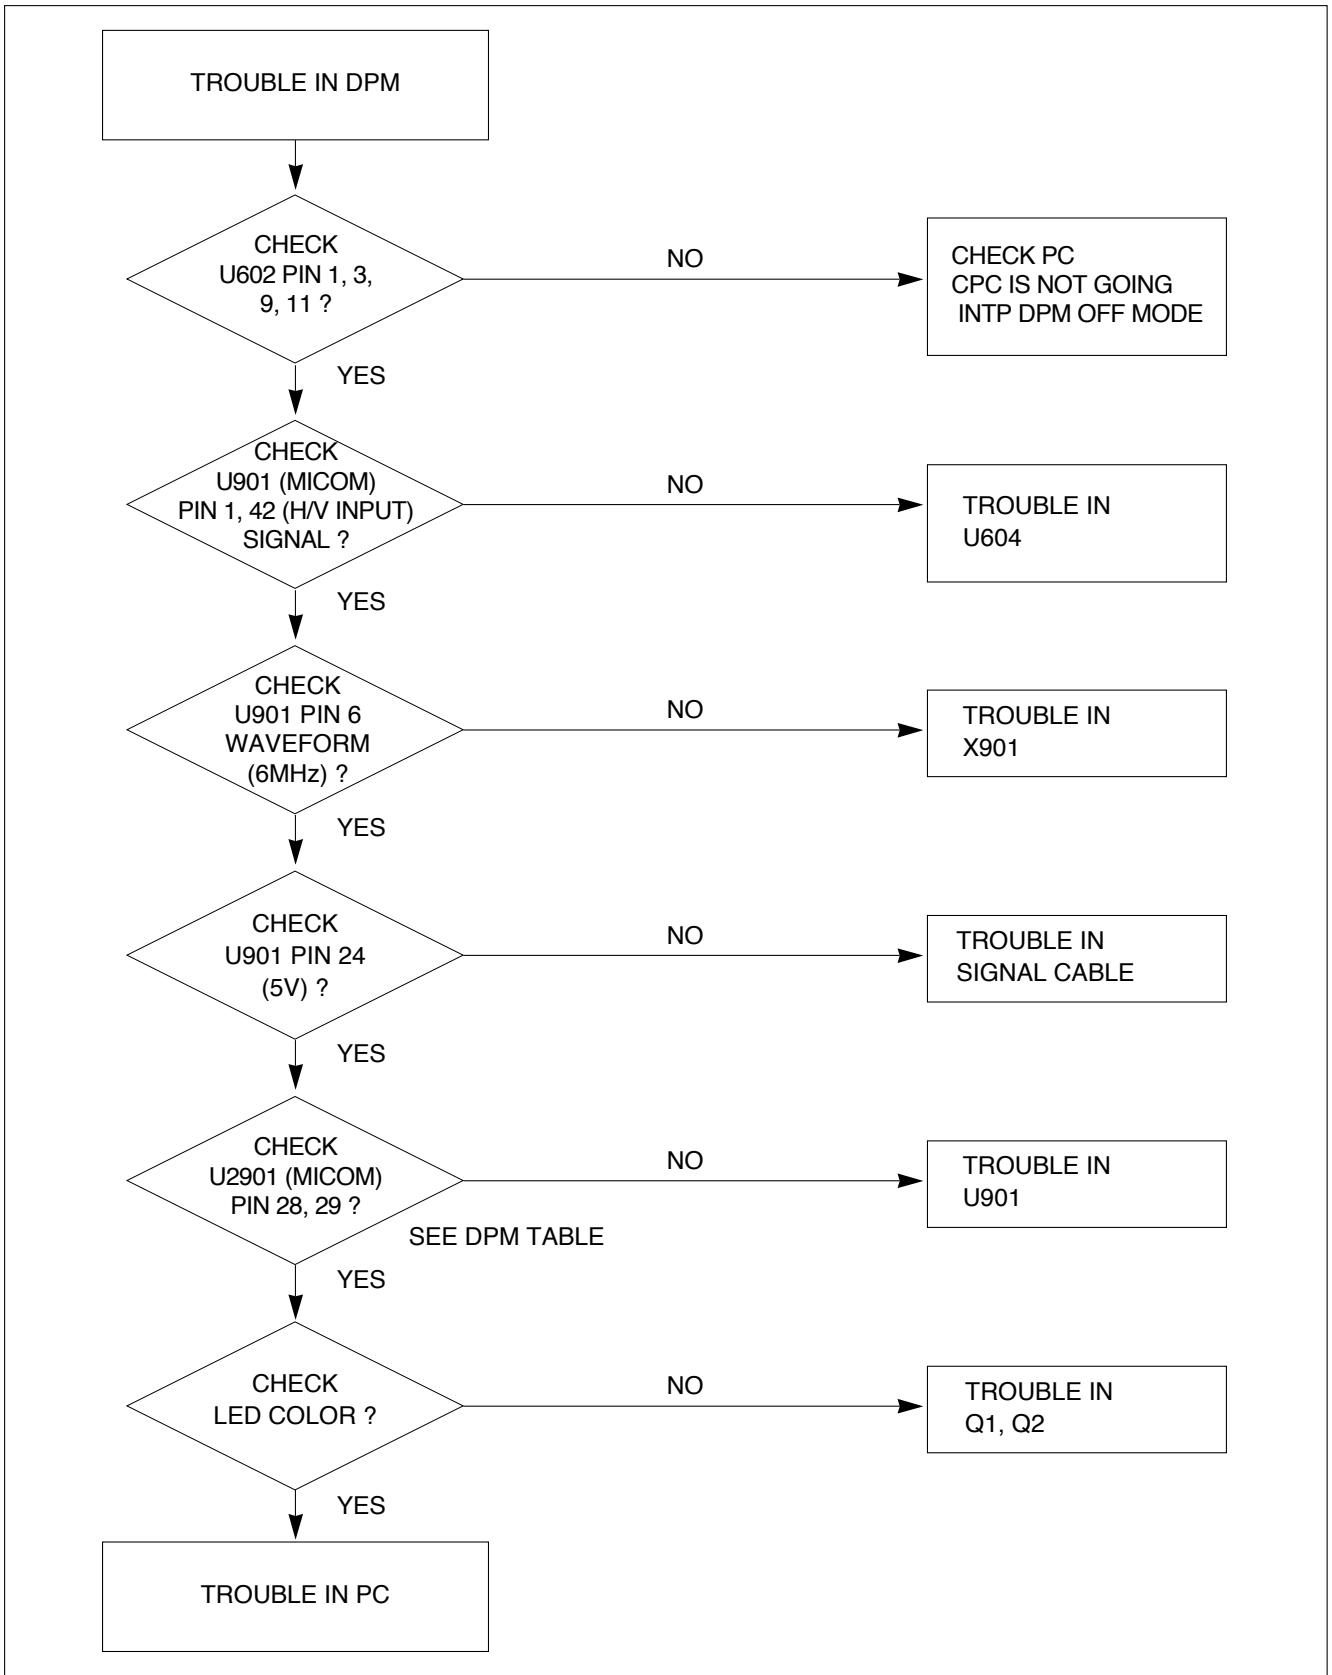 TROUBLE IN DPM
CHECK
U602 PIN 1, 3,
9, 11 ?
NO
CHECK PC
CPC IS NOT GOING
INTP DPM OFF MODE
YES
CHECK
U901 (MICOM)
PIN 1, 42 (H/V INPUT)
SIGNAL ?
NO
TROUBLE IN
U604
YES
CHECK
U901 PIN 6
WAVEFORM
(6MHz) ?
NO
TROUBLE IN
X901
YES
CHECK
U901 PIN 24
(5V) ?
NO
TROUBLE IN
SIGNAL CABLE
YES
CHECK
U2901 (MICOM)
PIN 28, 29 ?
NO
TROUBLE IN
U901
SEE DPM TABLE
YES
CHECK
LED COLOR ?
NO
TROUBLE IN
Q1, Q2
YES
TROUBLE IN PC